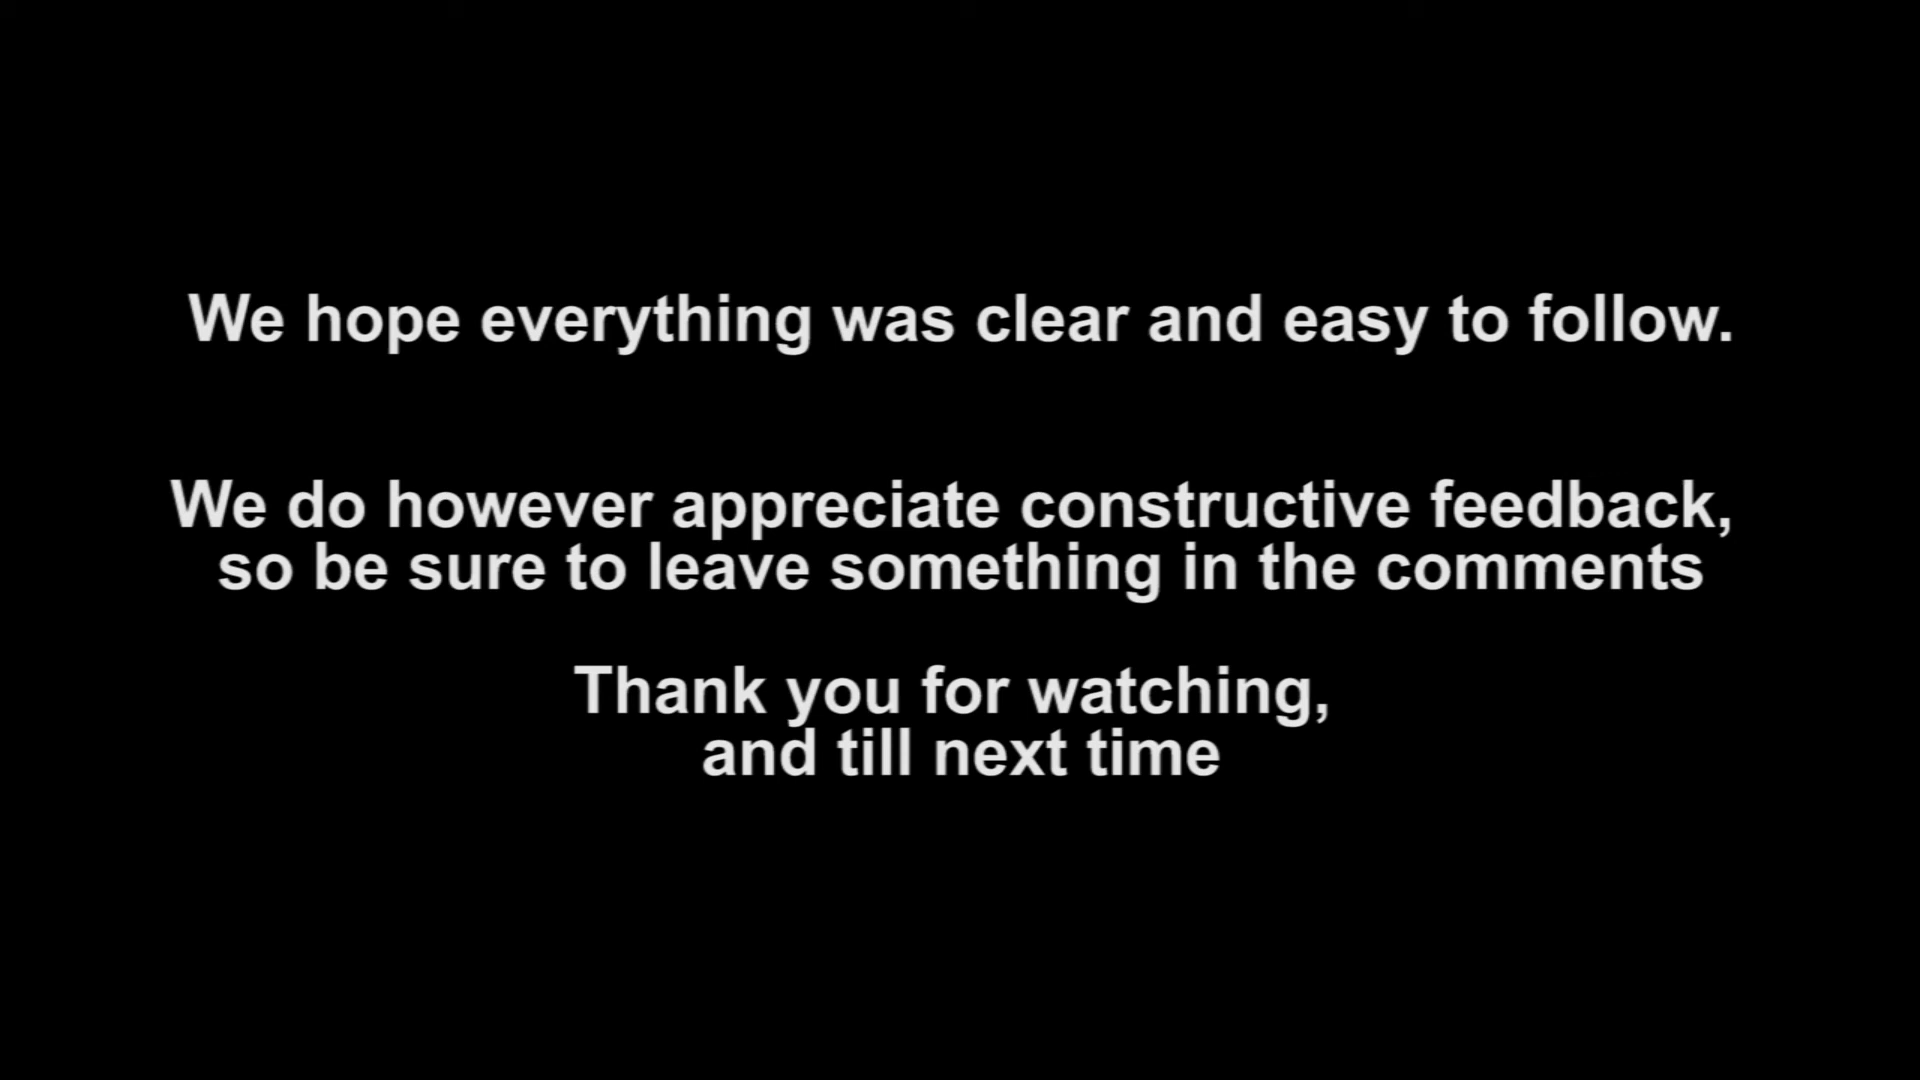 We hope everything was clear and easy to follow.
We do however appreciate constructive feedback,
so be sure to leave something in the comments
Thank you for watching,
and till next time